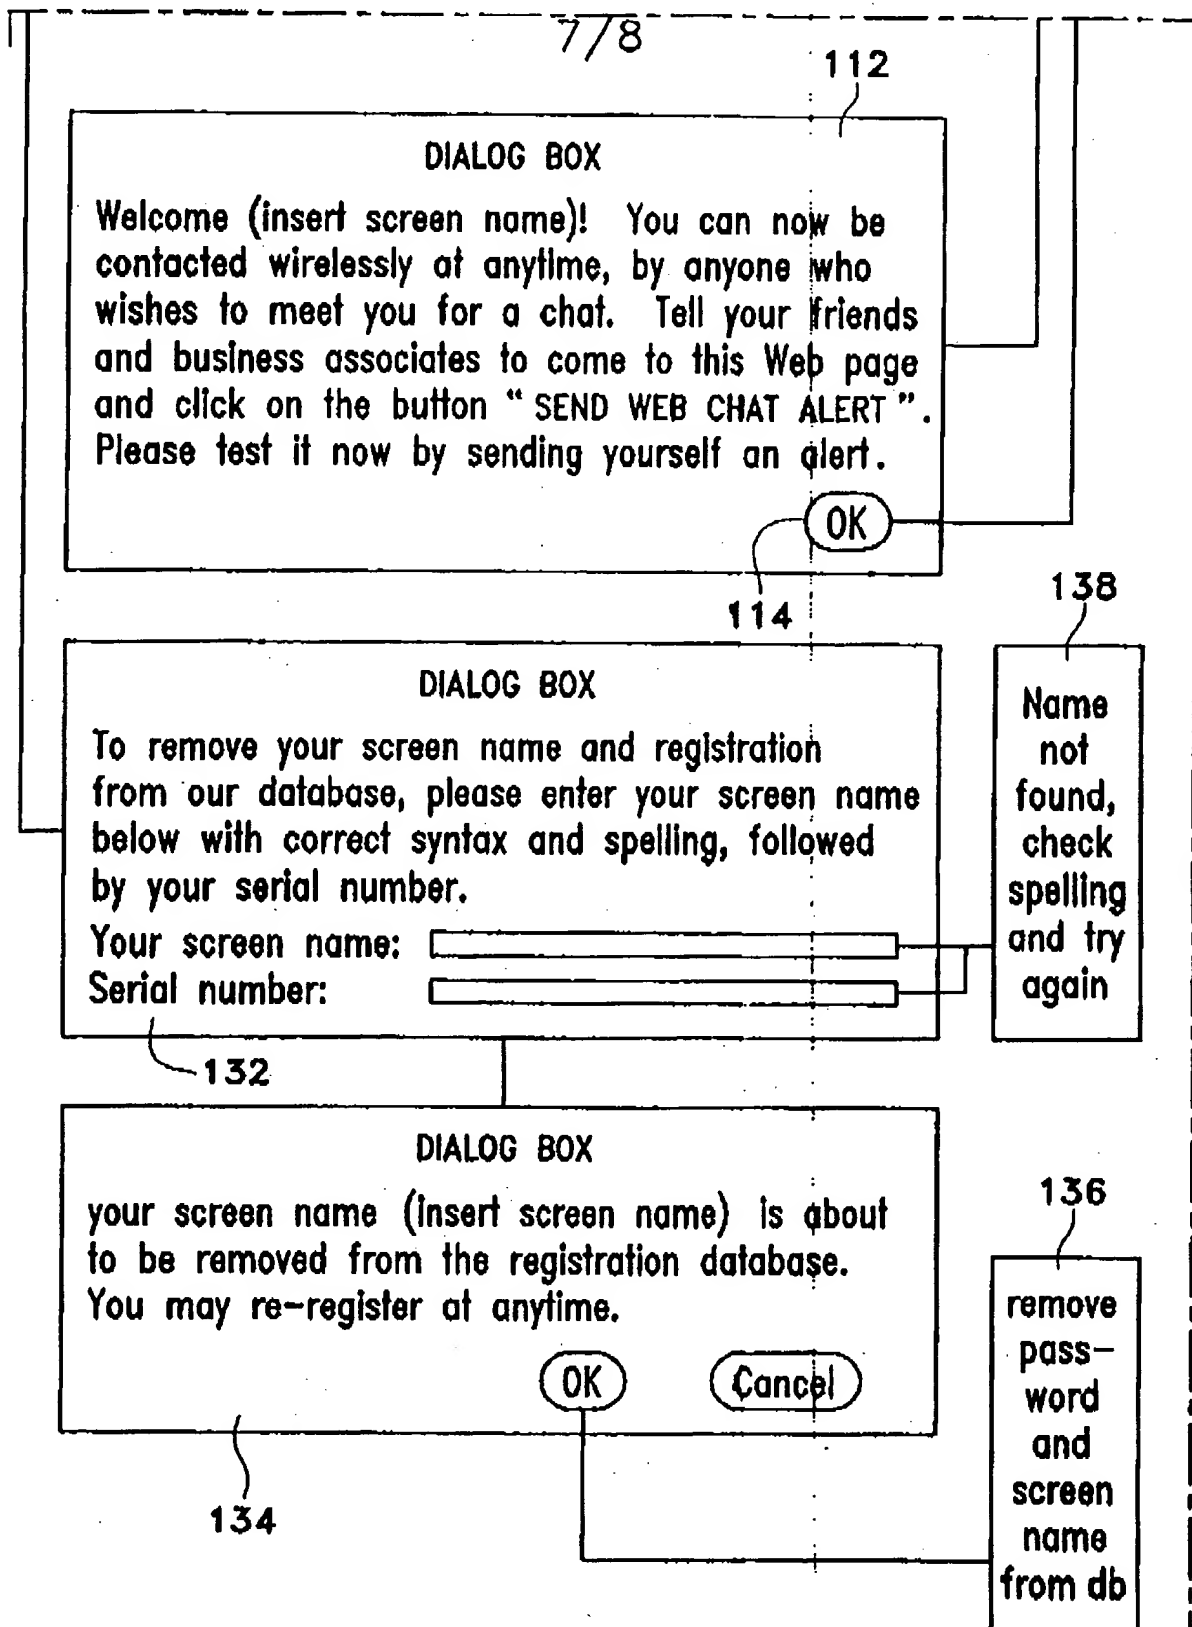 7/8
112
DIALOG BOX
Welcome (insert screen name)! You can now be
contacted wirelessly at anytime, by anyone who
wishes to meet you for a chat. Tell your friends
and business associates to come to this Web page
and click on the button “ SEND WEB CHAT ALERT ”.
Please test it now by sending yourself an alert.
OK
114
DIALOG BOX
To remove your screen name and registration
from our database, please enter your screen name
below with correct syntax and spelling, followed
by your serial number.
Your screen name:
Serial number:
132
138
Name
not
found,
check
spelling
and try
again
DIALOG BOX
your screen name (insert screen name) is about
to be removed from the registration database.
You may re-register at anytime.
OK Cancel
134
136
remove
pass-
word
and
screen
name
from db